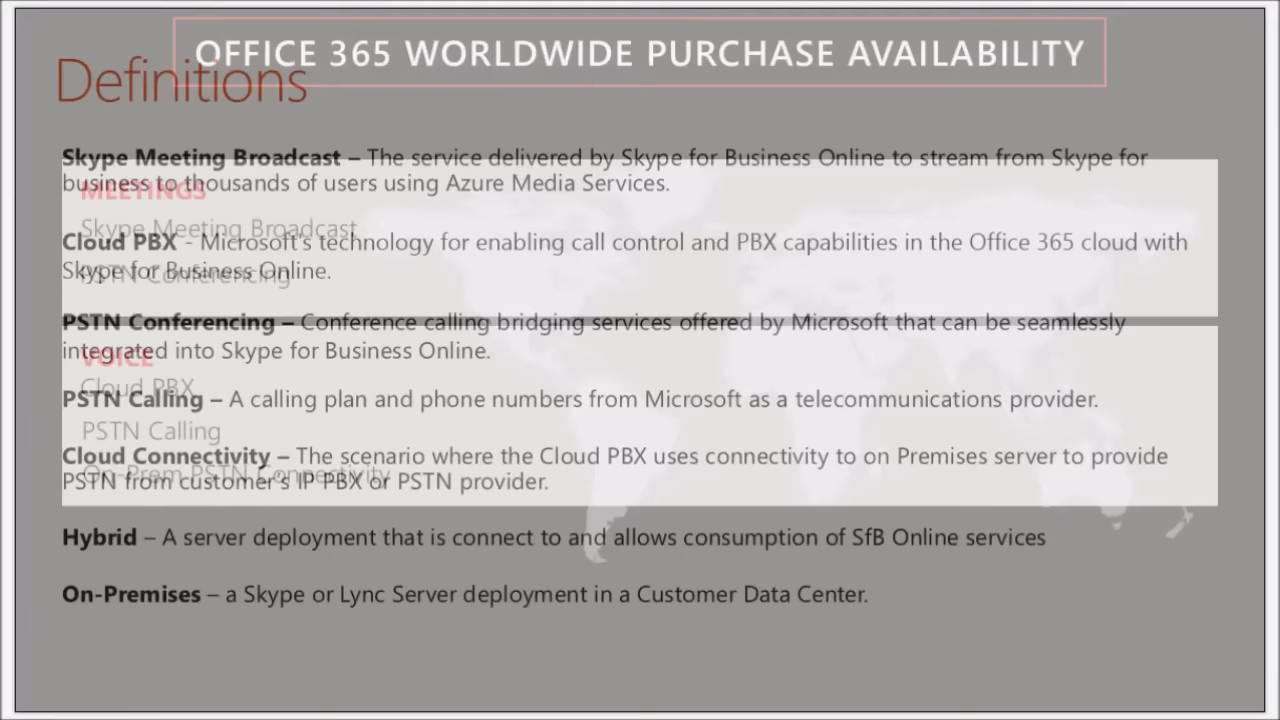 OFFICE 365 WORLDWIDE PURCHASE AVAILABILITY
Definitions
Skype Meeting Broadcast – The service delivered by Skype for Business Online to stream from Skype for
business to thousands of users using Azure Media Services.
MEETINGS
Skype Meeting Broadcast
Cloud PBX - Microsoft's technology for enabling call control and PBX capabilities in the Office 365 cloud with
Skype for Business Online.
PSTN Conferencing
PSTN Conferencing – Conference calling bridging services offered by Microsoft that can be seamlessly
integrated into Skype for Business Online.
VOICE
Cloud PBX
PSTN Calling – A calling plan and phone numbers from Microsoft as a telecommunications provider.
PSTN Calling
Cloud Connectivity – The scenario where the Cloud PBX uses connectivity to on Premises server to provide
PSTN from customer's IP PBX or PSTN provider.
On-Prem PSTN Connectivity
Hybrid – A server deployment that is connect to and allows consumption of SfB Online services
On-Premises – a Skype or Lync Server deployment in a Customer Data Center.